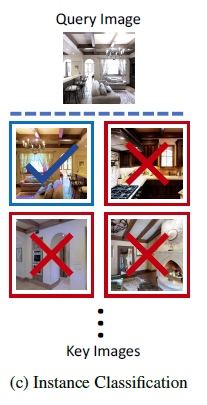 Query Image
Key Images
(c) Instance Classification